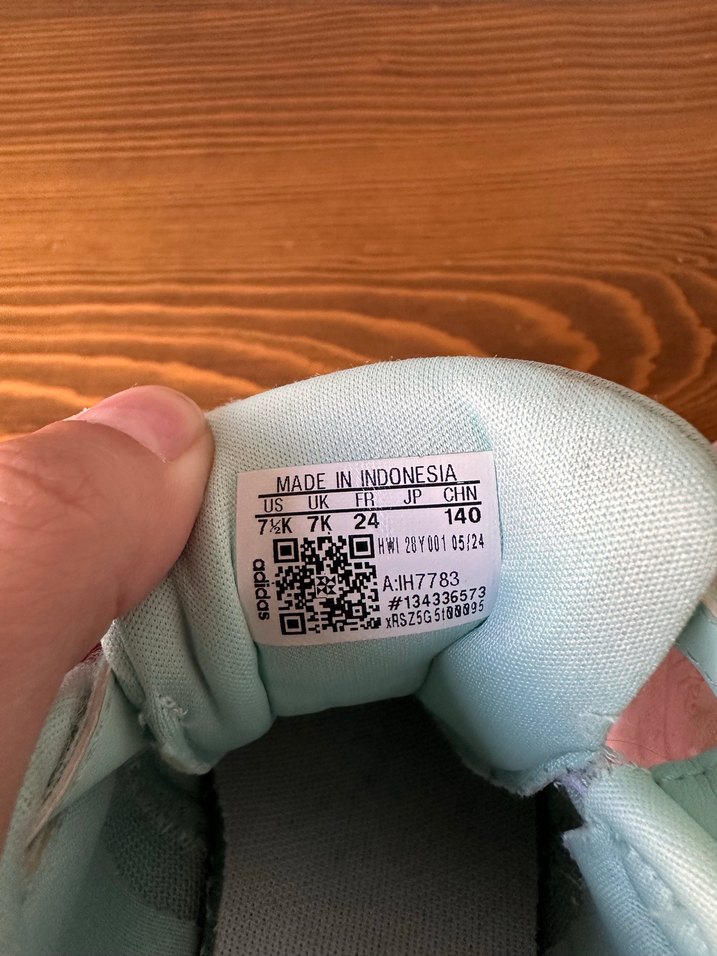 MADE IN INDONESIA
US UK FR JP CHN
7½K 7K 24 140
HWI 28Y001 05/24
adidas
A:IH7783
#134336573
xRSZ5G5t00095